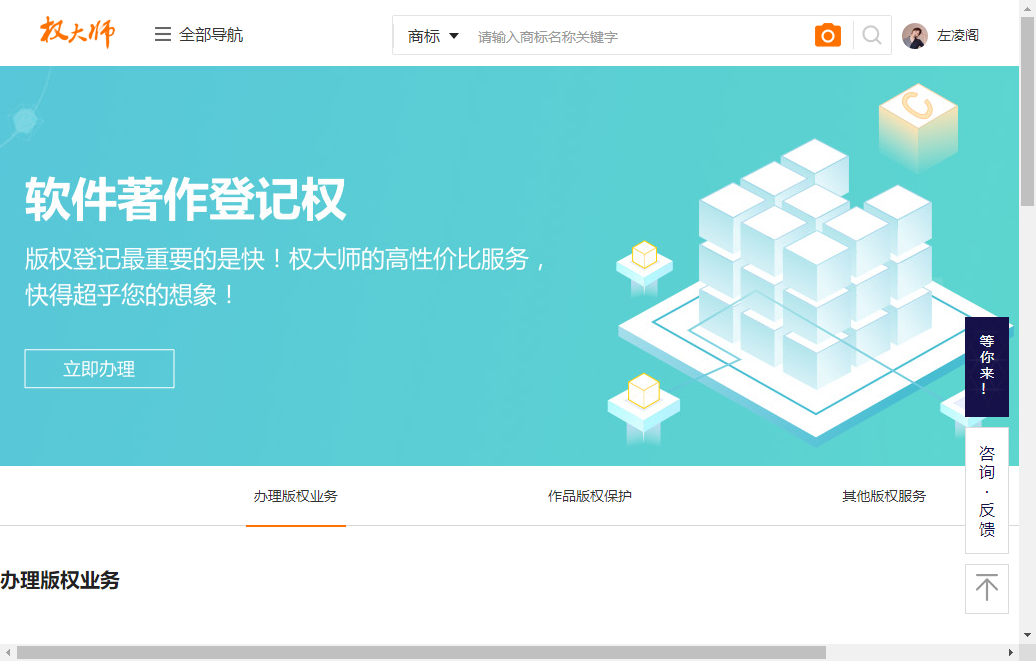 权大师
全部导航
商标
请输入商标名称关键字
左凌阁
C
软件著作登记权
版权登记最重要的是快！权大师的高性价比服务，
快得超乎您的想象！
立即办理
等你来！
咨询·反馈
办理版权业务
作品版权保护
其他版权服务
办理版权业务